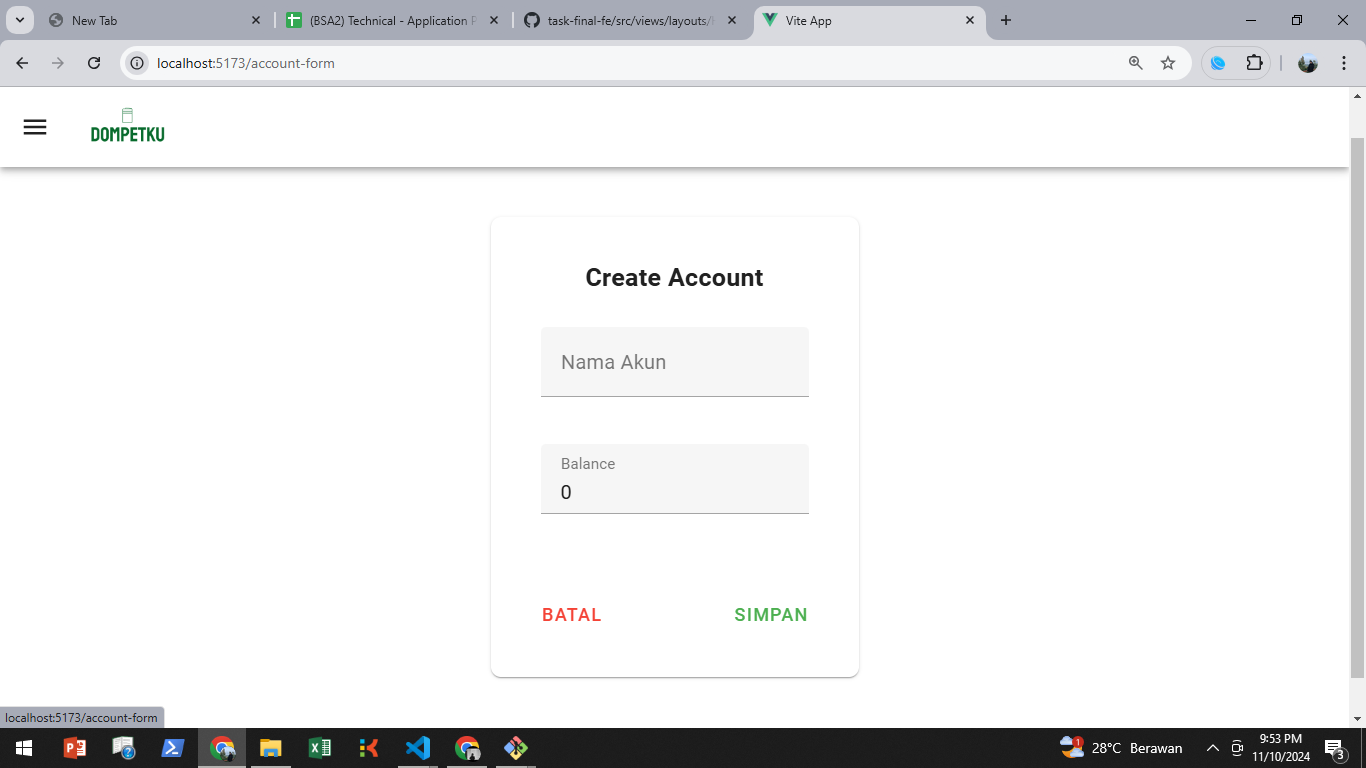 New Tab
(BSA2) Technical - Application P
task-final-fe/src/views/layouts/
Vite App
localhost:5173/account-form
DOMPETKU
Create Account
Nama Akun
Balance
0
BATAL
SIMPAN
localhost:5173/account-form
28°C Berawan
9:53 PM
11/10/2024
3